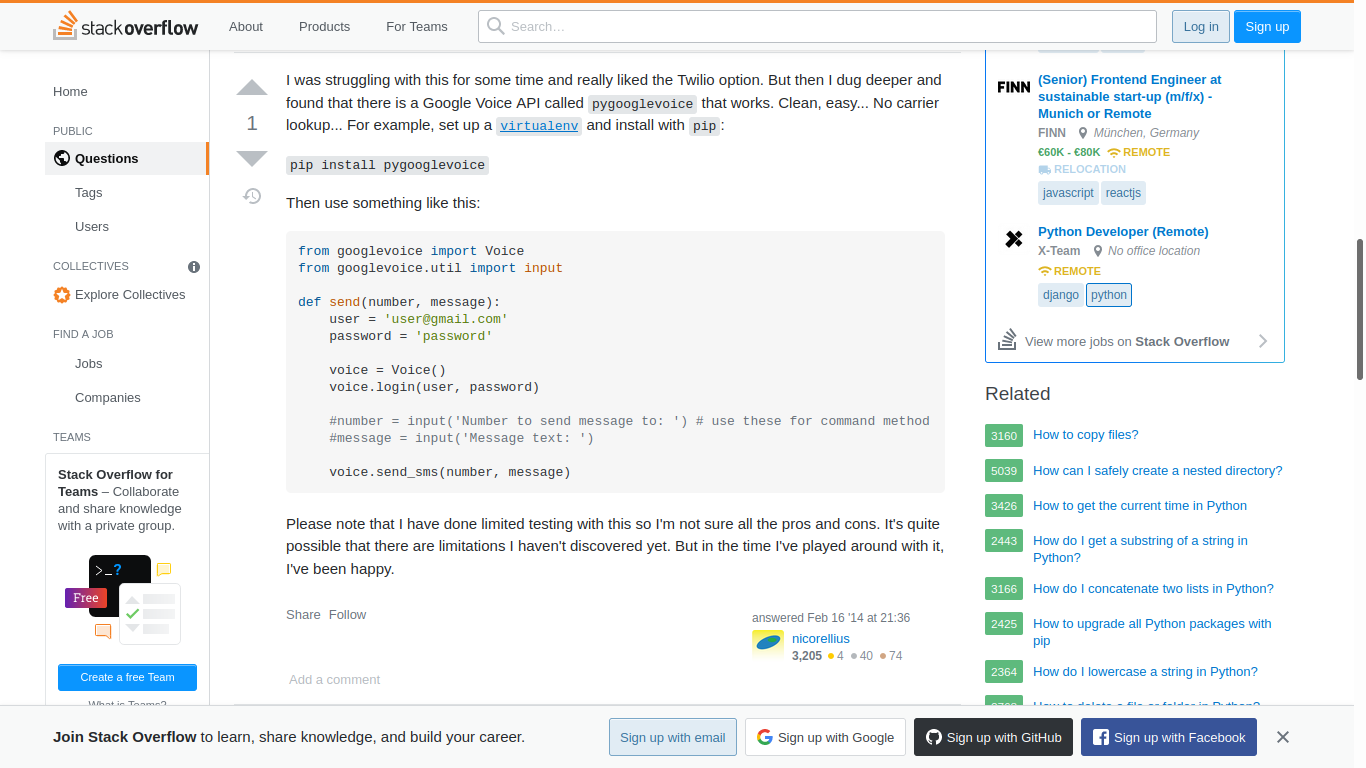 stack overflow
About
Products
For Teams
Search…
Log in
Sign up
Home
PUBLIC
Questions
Tags
Users
COLLECTIVES
Explore Collectives
FIND A JOB
Jobs
Companies
TEAMS
Stack Overflow for
Teams – Collaborate
and share knowledge
with a private group.
>_?
Free
Create a free Team
What is Teams?
I was struggling with this for some time and really liked the Twilio option. But then I dug deeper and
found that there is a Google Voice API called pygooglevoice that works. Clean, easy... No carrier
lookup... For example, set up a virtualenv and install with pip:
1
pip install pygooglevoice
Then use something like this:
from googlevoice import Voice
from googlevoice.util import input
def send(number, message):
    user = 'user@gmail.com'
    password = 'password'
    voice = Voice()
    voice.login(user, password)
    #number = input('Number to send message to: ') # use these for command method
    #message = input('Message text: ')
    voice.send_sms(number, message)
Please note that I have done limited testing with this so I'm not sure all the pros and cons. It's quite
possible that there are limitations I haven't discovered yet. But in the time I've played around with it,
I've been happy.
Share Follow
answered Feb 16 '14 at 21:36
nicorellius
3,205 4 40 74
Add a comment
FINN
(Senior) Frontend Engineer at
sustainable start-up (m/f/x) -
Munich or Remote
FINN München, Germany
€60K - €80K REMOTE
RELOCATION
javascript reactjs
Python Developer (Remote)
X-Team No office location
REMOTE
django python
View more jobs on Stack Overflow
Related
3160 How to copy files?
5039 How can I safely create a nested directory?
3426 How to get the current time in Python
2443 How do I get a substring of a string in
Python?
3166 How do I concatenate two lists in Python?
2425 How to upgrade all Python packages with
pip
2364 How do I lowercase a string in Python?
How to delete a file or folder in Python?
Join Stack Overflow to learn, share knowledge, and build your career.
Sign up with email
Sign up with Google
Sign up with GitHub
Sign up with Facebook